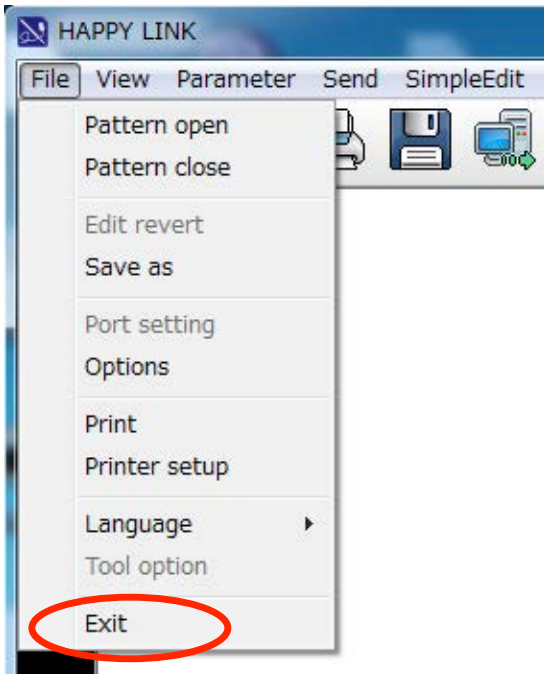 HAPPY LINK
File View Parameter Send SimpleEdit
Pattern open
Pattern close
Edit revert
Save as
Port setting
Options
Print
Printer setup
Language
Tool option
Exit